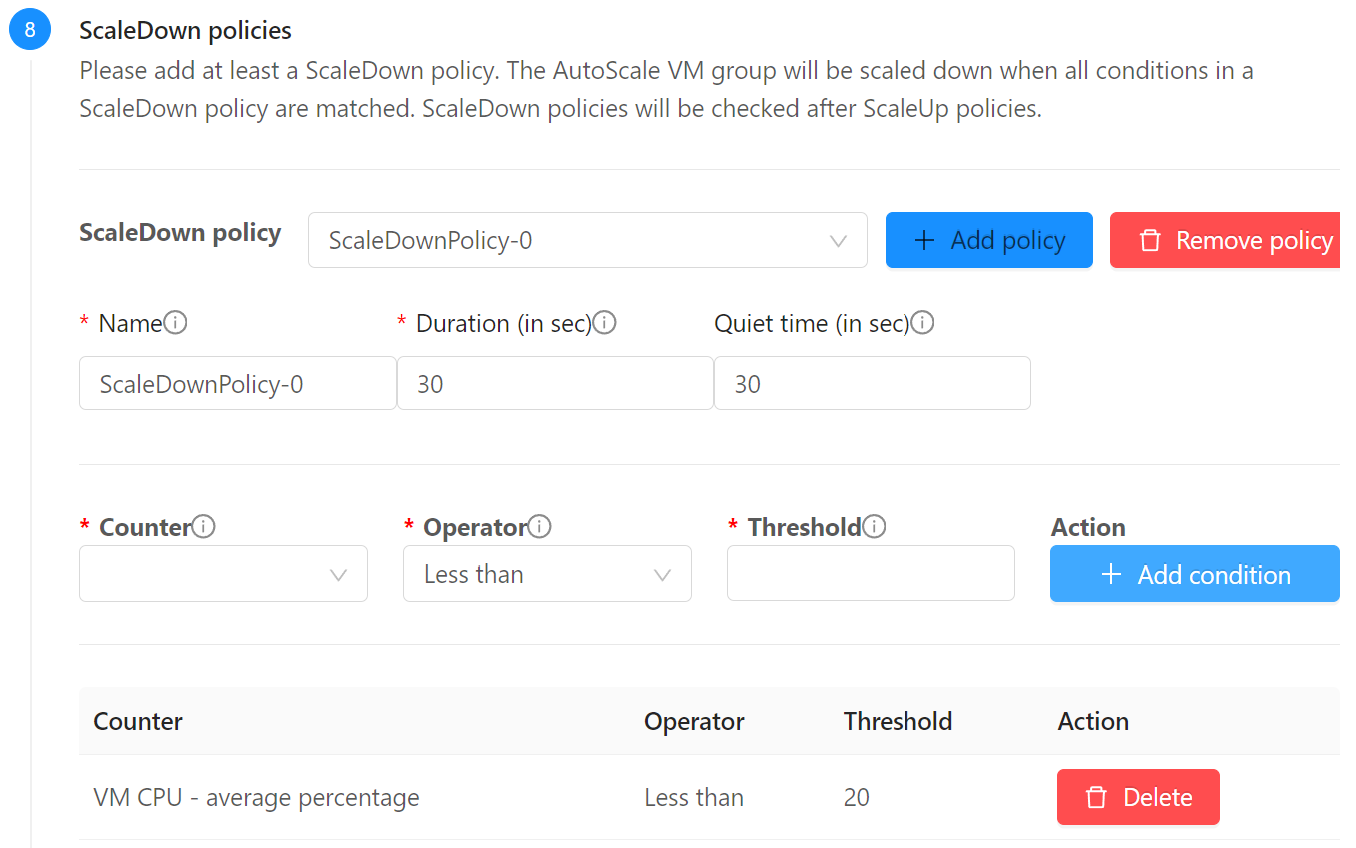 8
ScaleDown policies
Please add at least a ScaleDown policy. The AutoScale VM group will be scaled down when all conditions in a
ScaleDown policy are matched. ScaleDown policies will be checked after ScaleUp policies.
ScaleDown policy ScaleDownPolicy-0 + Add policy Remove policy
* Name * Duration (in sec) Quiet time (in sec)
ScaleDownPolicy-0 30 30
* Counter * Operator * Threshold Action
Less than + Add condition
Counter Operator Threshold Action
VM CPU - average percentage Less than 20 Delete